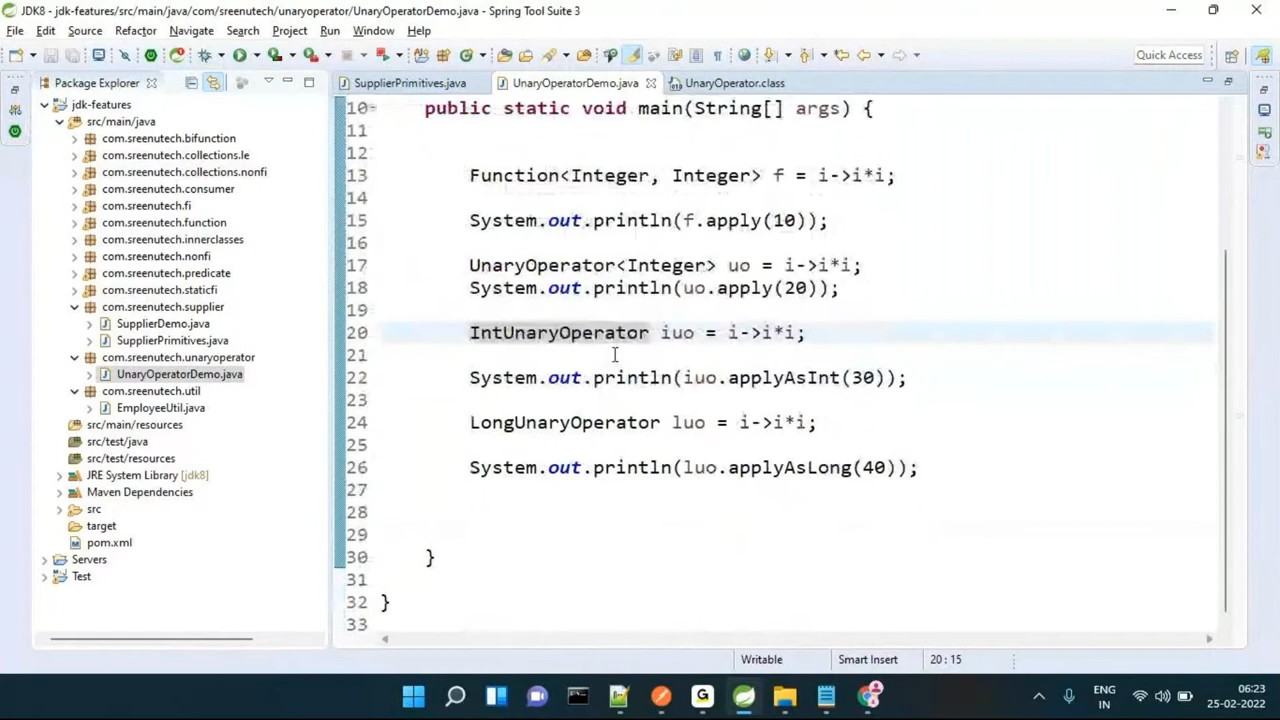 JDK8 - jdk-features/src/main/java/com/sreenutech/unaryoperator/UnaryOperatorDemo.java - Spring Tool Suite 3
File Edit Source Refactor Navigate Search Project Run Window Help
Quick Access
Package Explorer
jdk-features
src/main/java
com.sreenutech.bifunction
com.sreenutech.collections.le
com.sreenutech.collections.nonfi
com.sreenutech.consumer
com.sreenutech.fi
com.sreenutech.function
com.sreenutech.innerclasses
com.sreenutech.nonfi
com.sreenutech.predicate
com.sreenutech.staticfi
com.sreenutech.supplier
SupplierDemo.java
SupplierPrimitives.java
com.sreenutech.unaryoperator
UnaryOperatorDemo.java
com.sreenutech.util
EmployeeUtil.java
src/main/resources
src/test/java
src/test/resources
JRE System Library [jdk8]
Maven Dependencies
src
target
pom.xml
Servers
Test
SupplierPrimitives.java UnaryOperatorDemo.java UnaryOperator.class
10 public static void main(String[] args) {
11
12
13 Function<Integer, Integer> f = i->i*i;
14
15 System.out.println(f.apply(10));
16
17 UnaryOperator<Integer> uo = i->i*i;
18 System.out.println(uo.apply(20));
19
20 IntUnaryOperator iuo = i->i*i;
21
22 System.out.println(iuo.applyAsInt(30));
23
24 LongUnaryOperator luo = i->i*i;
25
26 System.out.println(luo.applyAsLong(40));
27
28
29
30 }
31
32 }
33
Writable Smart Insert 20 : 15
ENG
IN
06:23
25-02-2022